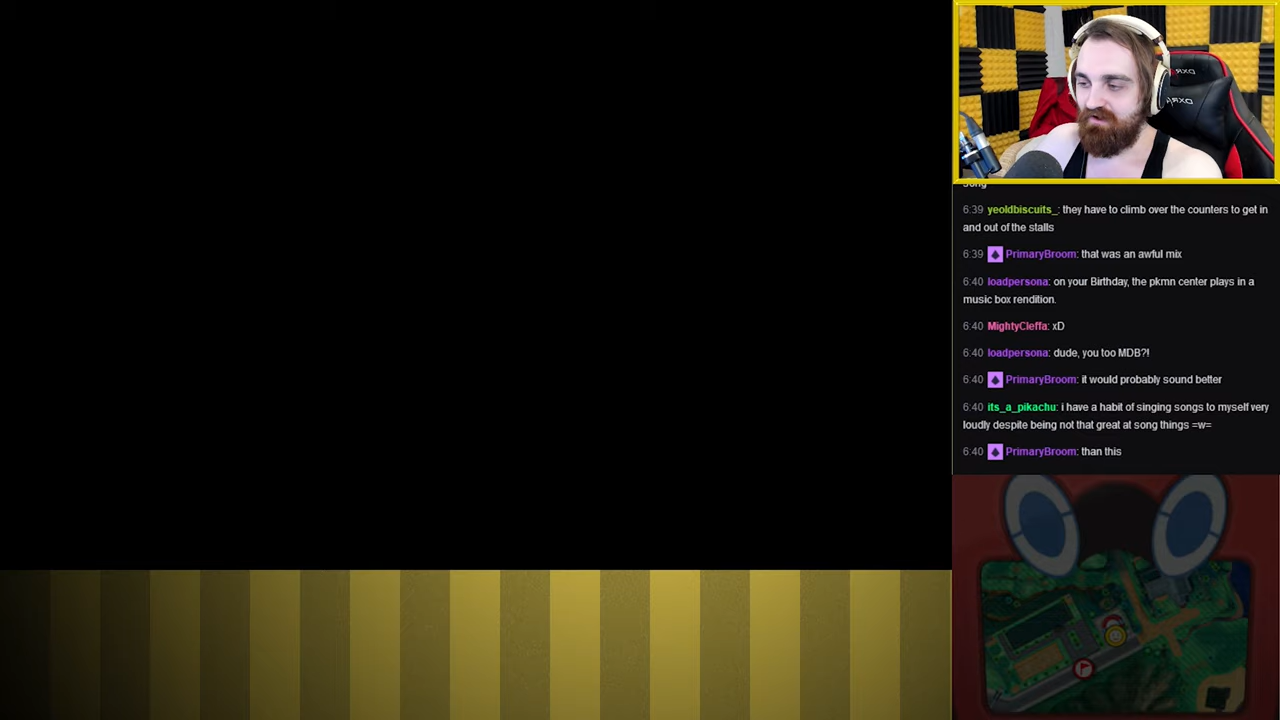 song
6:39 yeoldbiscuits_: they have to climb over the counters to get in
and out of the stalls
6:39 PrimaryBroom: that was an awful mix
6:40 loadpersona: on your Birthday, the pkmn center plays in a
music box rendition.
6:40 MightyCleffa: xD
6:40 loadpersona: dude, you too MDB?!
6:40 PrimaryBroom: it would probably sound better
6:40 its_a_pikachu: i have a habit of singing songs to myself very
loudly despite being not that great at song things =w=
6:40 PrimaryBroom: than this